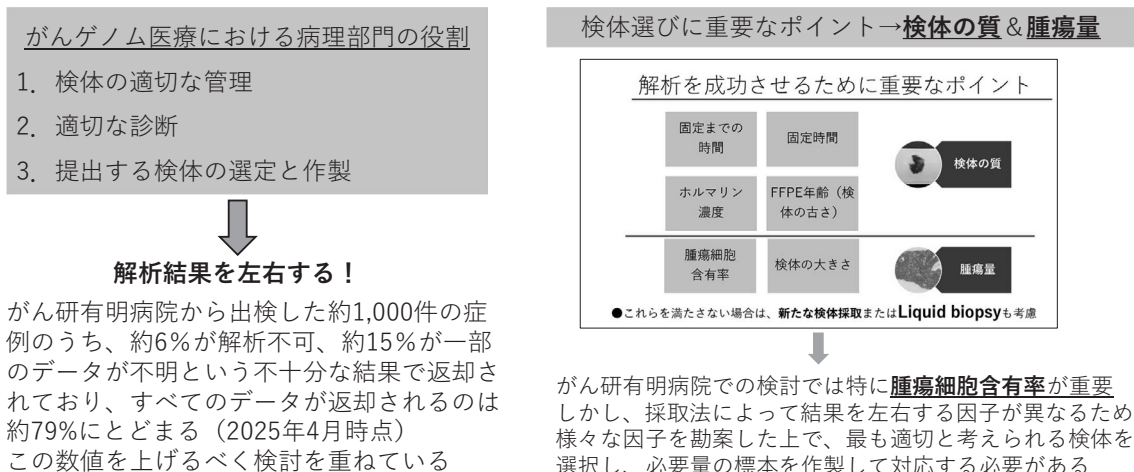 がんゲノム医療における病理部門の役割
1. 検体の適切な管理
2. 適切な診断
3. 提出する検体の選定と作製
解析結果を左右する！
がん研有明病院から出検した約1,000件の症
例のうち、約6％が解析不可、約15％が一部
のデータが不明という不十分な結果で返却さ
れており、すべてのデータが返却されるのは
約79%にとどまる（2025年4月時点）
この数値を上げるべく検討を重ねている
検体選びに重要なポイント→検体の質＆腫瘍量
解析を成功させるために重要なポイント
固定までの
時間
固定時間
検体の質
ホルマリン
濃度
FFPE年齢（検
体の古さ）
腫瘍細胞
含有率
検体の大きさ
腫瘍量
●これらを満たさない場合は、新たな検体採取またはLiquid biopsyも考慮
がん研有明病院での検討では特に腫瘍細胞含有率が重要
しかし、採取法によって結果を左右する因子が異なるため
様々な因子を勘案した上で、最も適切と考えられる検体を
選択し、必要量の標本を作製して対応する必要がある